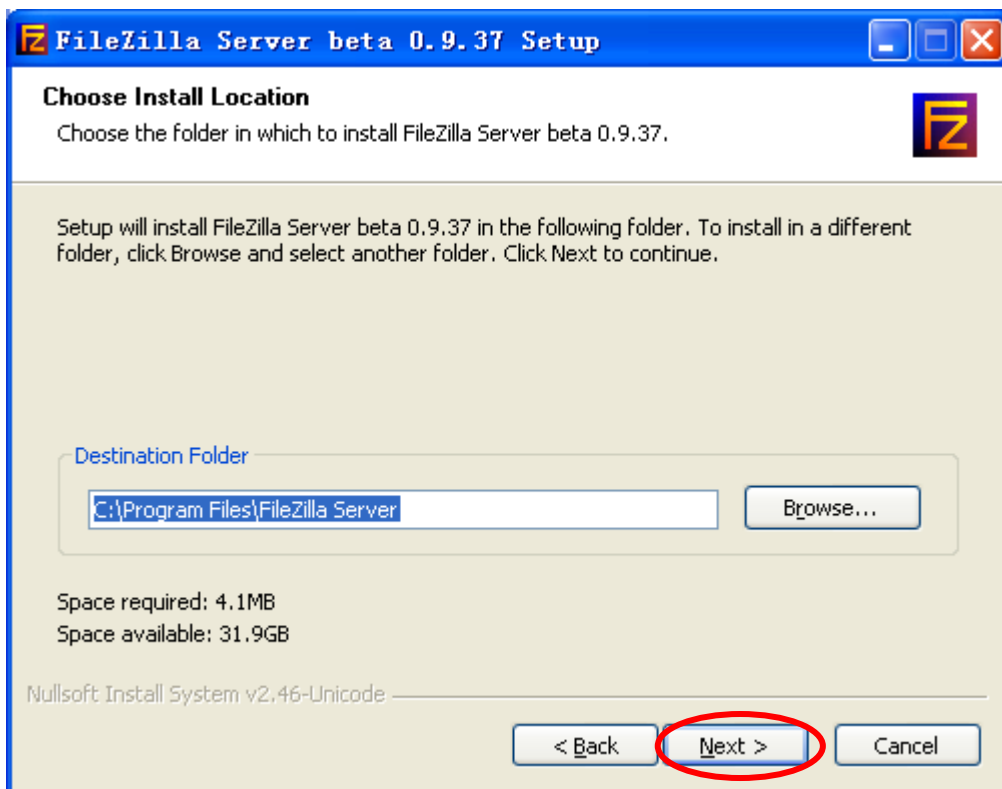 FZ FileZilla Server beta 0.9.37 Setup
Choose Install Location
Choose the folder in which to install FileZilla Server beta 0.9.37.
FZ
Setup will install FileZilla Server beta 0.9.37 in the following folder. To install in a different
folder, click Browse and select another folder. Click Next to continue.
Destination Folder
C:\Program Files\FileZilla Server
Browse...
Space required: 4.1MB
Space available: 31.9GB
Nullsoft Install System v2.46-Unicode
< Back Next > Cancel